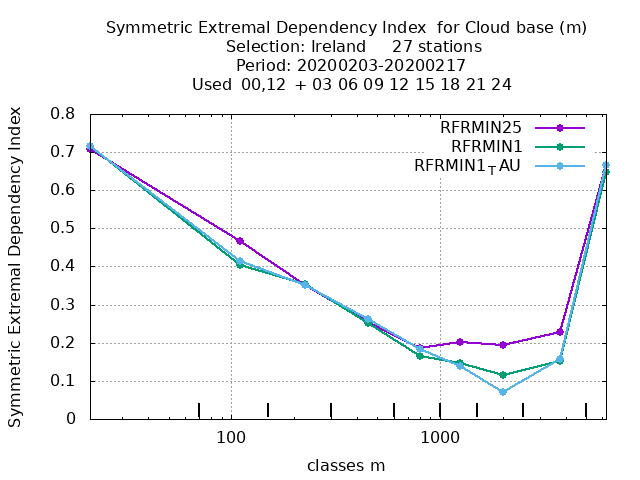 Symmetric Extremal Dependency Index  for Cloud base (m)
Selection: Ireland     27 stations
Period: 20200203-20200217
Used  00,12  + 03 06 09 12 15 18 21 24
Symmetric Extremal Dependency Index
0.8
0.7
0.6
0.5
0.4
0.3
0.2
0.1
0
RFRMIN25
RFRMIN1
RFRMIN1TAU
100
1000
classes m